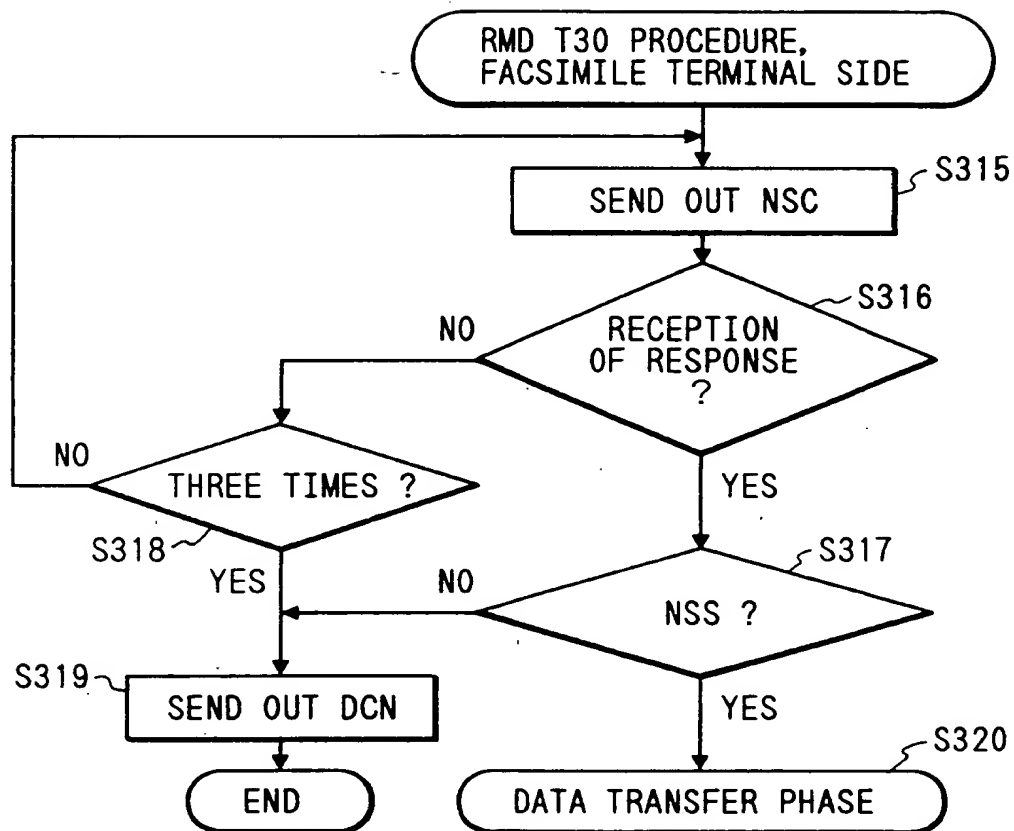 RMD T30 PROCEDURE,
FACSIMILE TERMINAL SIDE
S315
SEND OUT NSC
S316
NO
RECEPTION
OF RESPONSE
?
NO
THREE TIMES ?
YES
S318
S317
YES
NO
NSS ?
S319
SEND OUT DCN
YES
S320
END
DATA TRANSFER PHASE